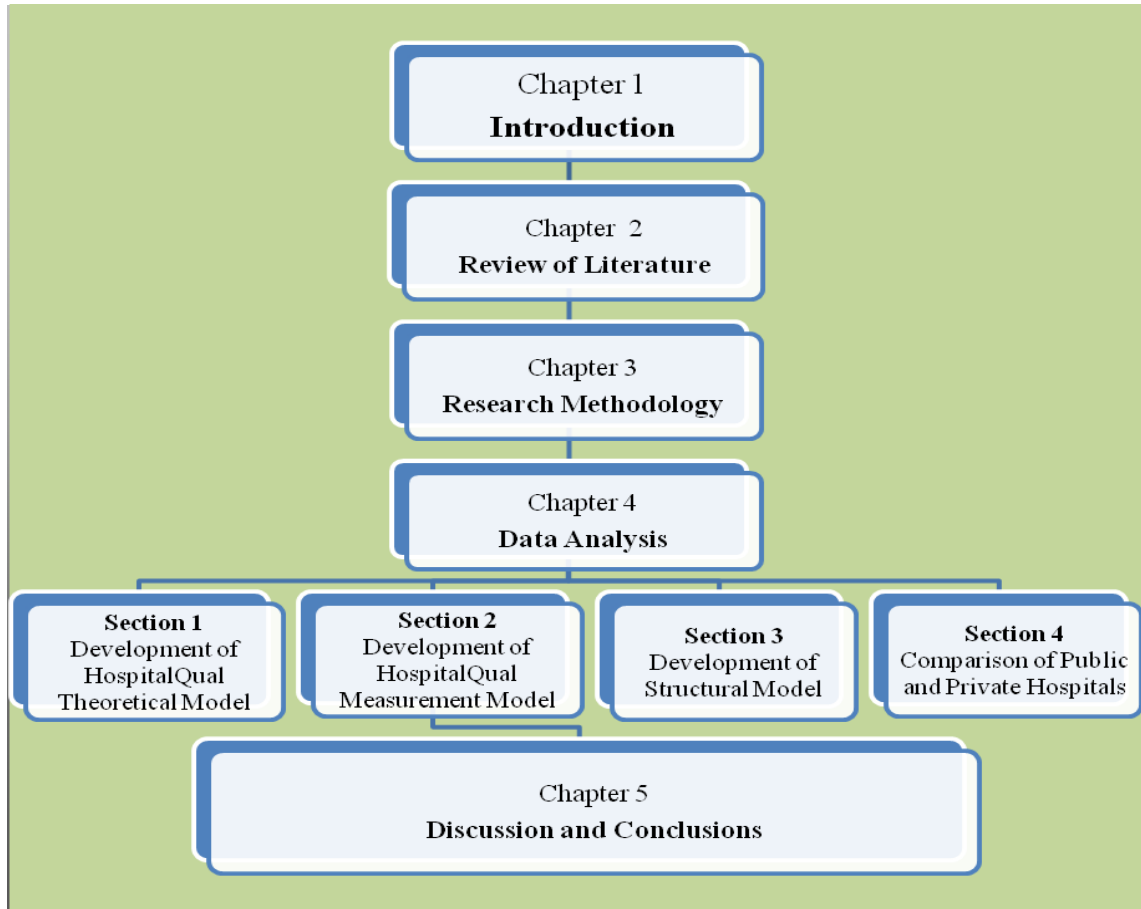 Chapter 1
Introduction
Chapter 2
Review of Literature
Chapter 3
Research Methodology
Chapter 4
Data Analysis
Section 1
Development of
HospitalQual
Theoretical Model
Section 2
Development of
HospitalQual
Measurement Model
Section 3
Development of
Structural Model
Section 4
Comparison of Public
and Private Hospitals
Chapter 5
Discussion and Conclusions